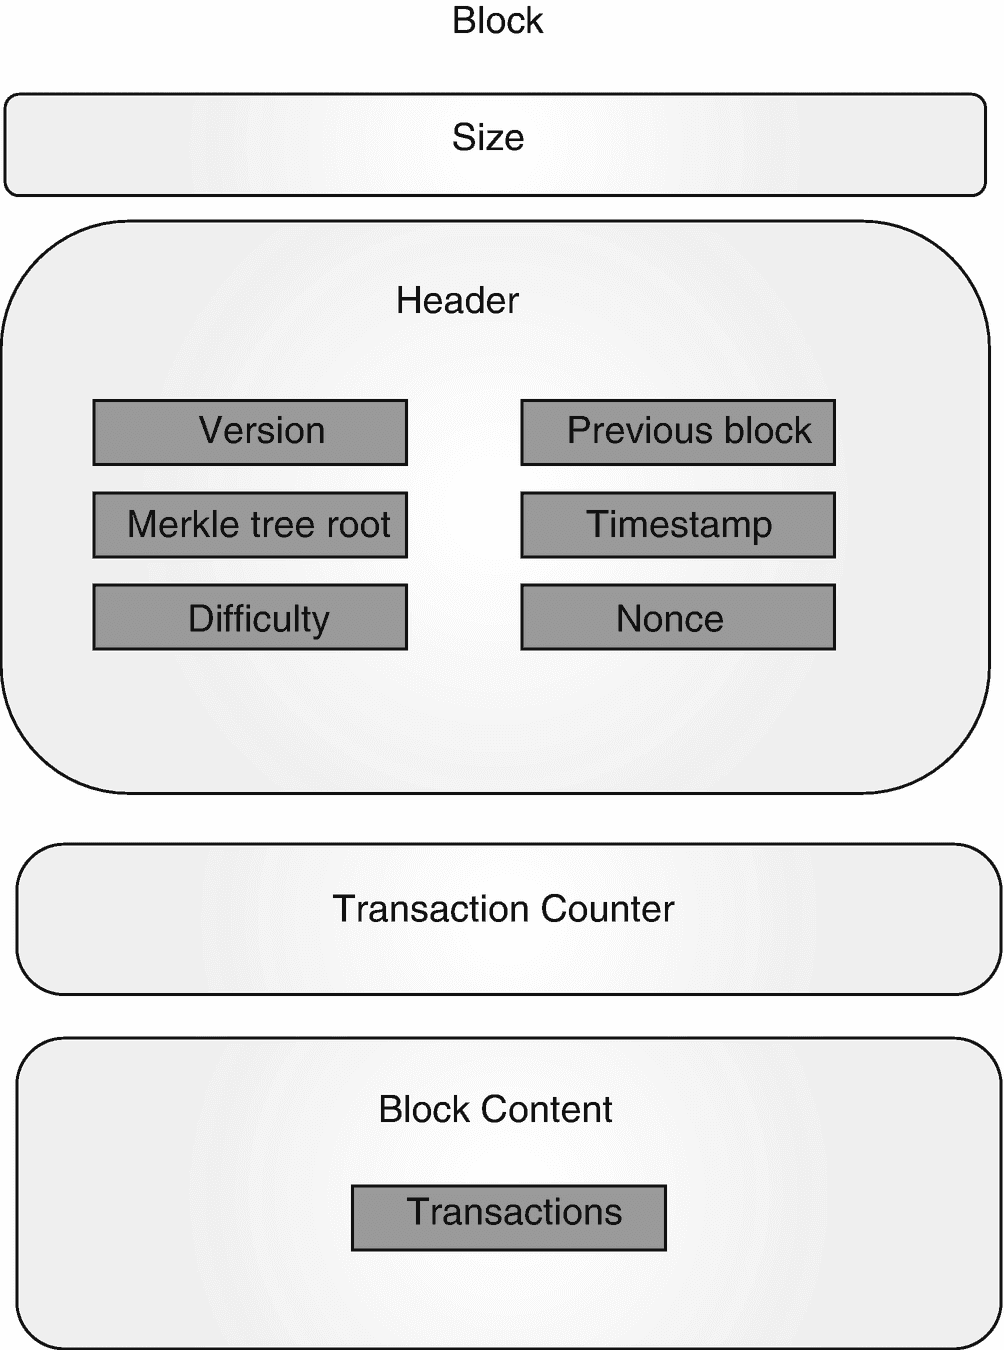 Block
Size
Header
Version
Previous block
Merkle tree root
Timestamp
Difficulty
Nonce
Transaction Counter
Block Content
Transactions